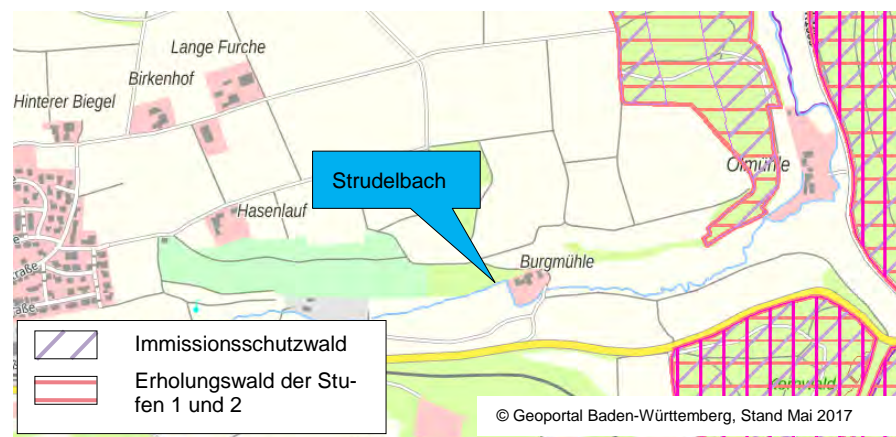 Lange Furche
Birkenhof
Hinterer Biegel
Strudelbach
Ölmühle
Hasenlauf
Burgmühle
Immissionsschutzwald
Erholungswald der Stu-
fen 1 und 2
© Geoportal Baden-Württemberg, Stand Mai 2017